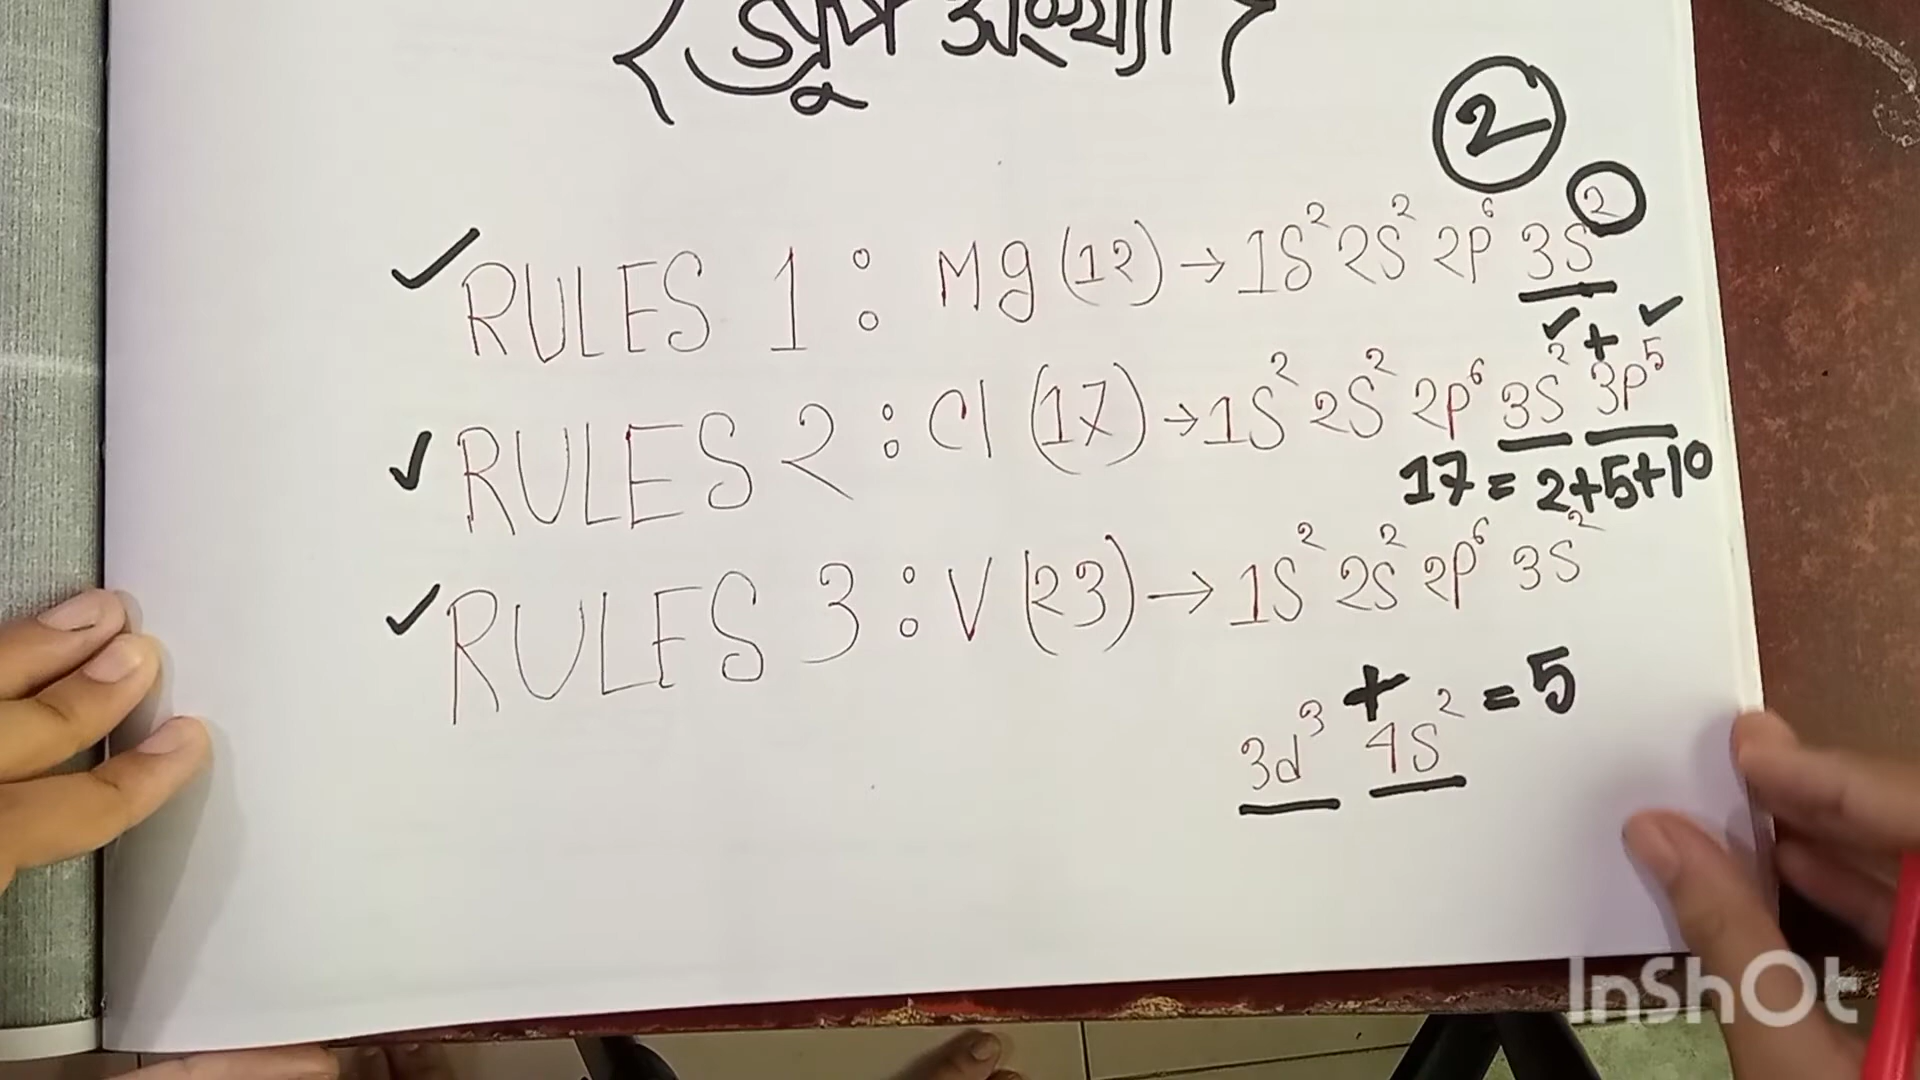 {গ্রুপ সংখ্যা}
2
✓ RULES 1 : Mg (12) → 1S² 2S² 2P⁶ 3S²
✓ + ✓
✓ RULES 2 : Cl (17) → 1S² 2S² 2P⁶ 3S² 3P⁵
17 = 2+5+10
✓ RULES 3 : V (23) → 1S² 2S² 2P⁶ 3S²
3d³ + 4S² = 5
InShOt